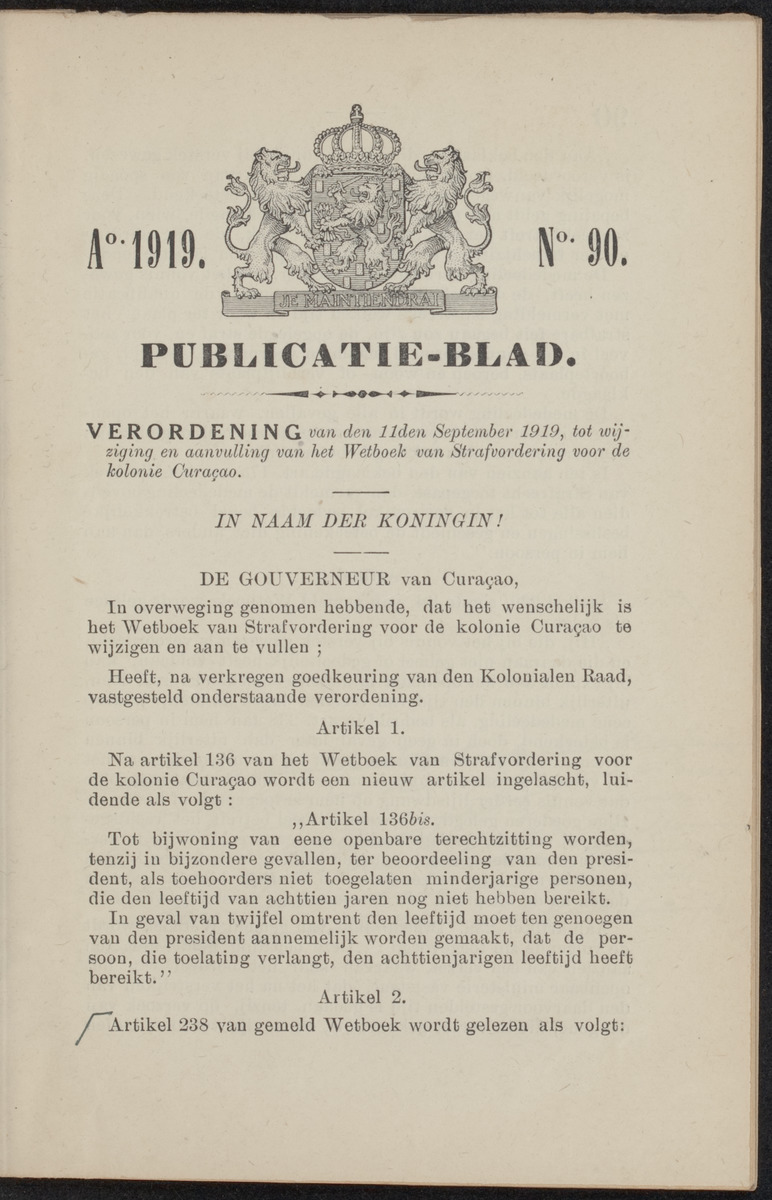 Ao. 1919.
No. 90.
JE MAINTIENDRAI
PUBLICATIE-BLAD.
VERORDENING van den 11den September 1919, tot wij-
ziging en aanvulling van het Wetboek van Strafvordering voor de
kolonie Curaçao.
IN NAAM DER KONINGIN!
DE GOUVERNEUR van Curaçao,
In overweging genomen hebbende, dat het wenschelijk is
het Wetboek van Strafvordering voor de kolonie Curaçao te
wijzigen en aan te vullen ;
Heeft, na verkregen goedkeuring van den Kolonialen Raad,
vastgesteld onderstaande verordening.
Artikel 1.
Na artikel 136 van het Wetboek van Strafvordering voor
de kolonie Curaçao wordt een nieuw artikel ingelascht, lui-
dende als volgt :
,,Artikel 136bis.
Tot bijwoning van eene openbare terechtzitting worden,
tenzij in bijzondere gevallen, ter beoordeeling van den presi-
dent, als toehoorders niet toegelaten minderjarige personen,
die den leeftijd van achttien jaren nog niet hebben bereikt.
In geval van twijfel omtrent den leeftijd moet ten genoegen
van den president aannemelijk worden gemaakt, dat de per-
soon, die toelating verlangt, den achttienjarigen leeftijd heeft
bereikt.''
Artikel 2.
Artikel 238 van gemeld Wetboek wordt gelezen als volgt: